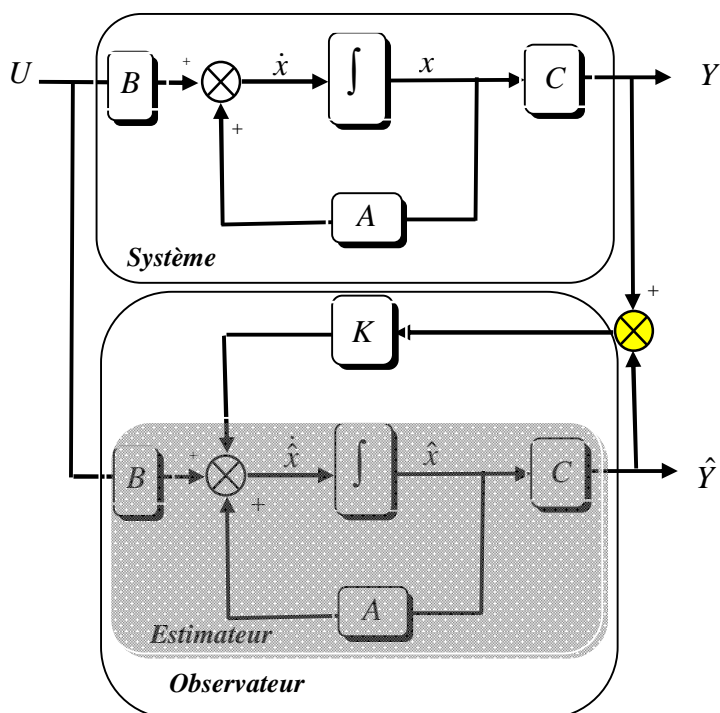 U
B
+
+
ẋ
∫
x
C
Y
A
Système
+
K
B
+
+
x̂̇
∫
x̂
C
Ŷ
A
Estimateur
Observateur